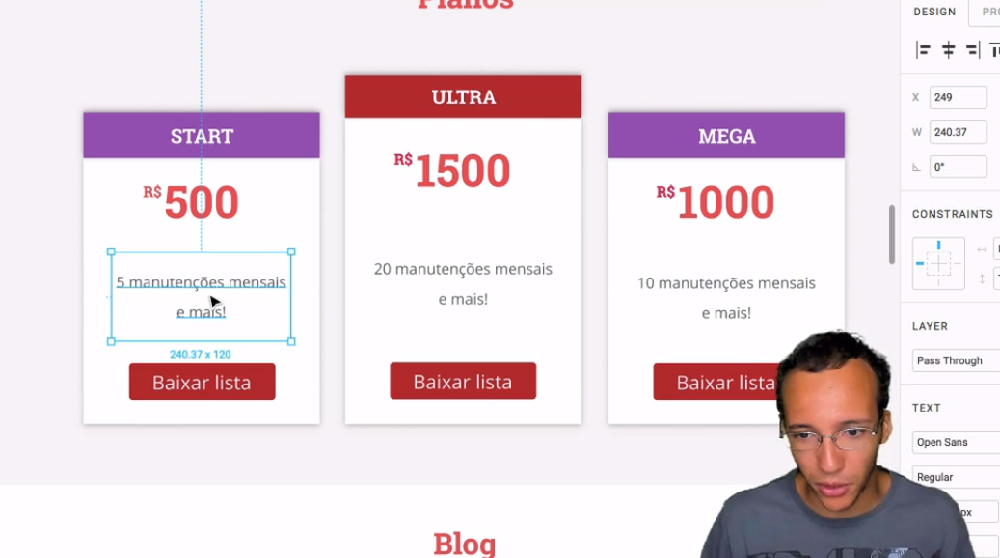 Planos
DESIGN
START
R$500
5 manutenções mensais
e mais!
240.37 x 120
Baixar lista
ULTRA
R$1500
20 manutenções mensais
e mais!
Baixar lista
MEGA
R$1000
10 manutenções mensais
e mais!
Baixar lista
Blog
X 249
W 240.37
0°
CONSTRAINTS
LAYER
Pass Through
TEXT
Open Sans
Regular
px